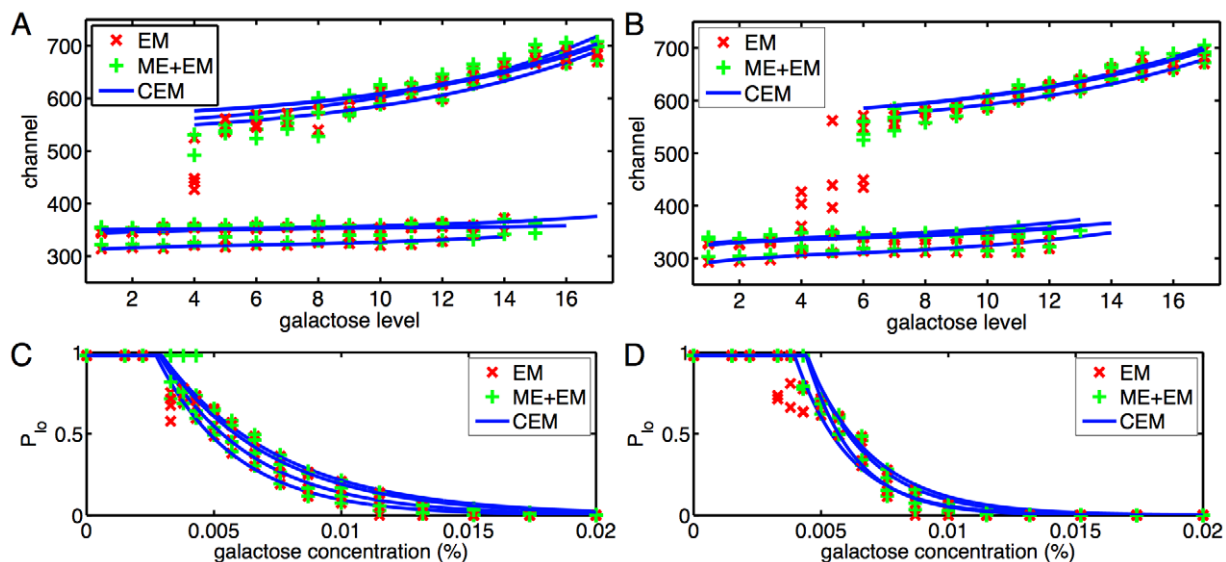 A
EM
ME+EM
CEM
channel
700
600
500
400
300
2 4 6 8 10 12 14 16
galactose level
B
EM
ME+EM
CEM
channel
700
600
500
400
300
2 4 6 8 10 12 14 16
galactose level
C
EM
ME+EM
CEM
Plo
1
0.5
0
0 0.005 0.01 0.015 0.02
galactose concentration (%)
D
EM
ME+EM
CEM
Plo
1
0.5
0
0 0.005 0.01 0.015 0.02
galactose concentration (%)